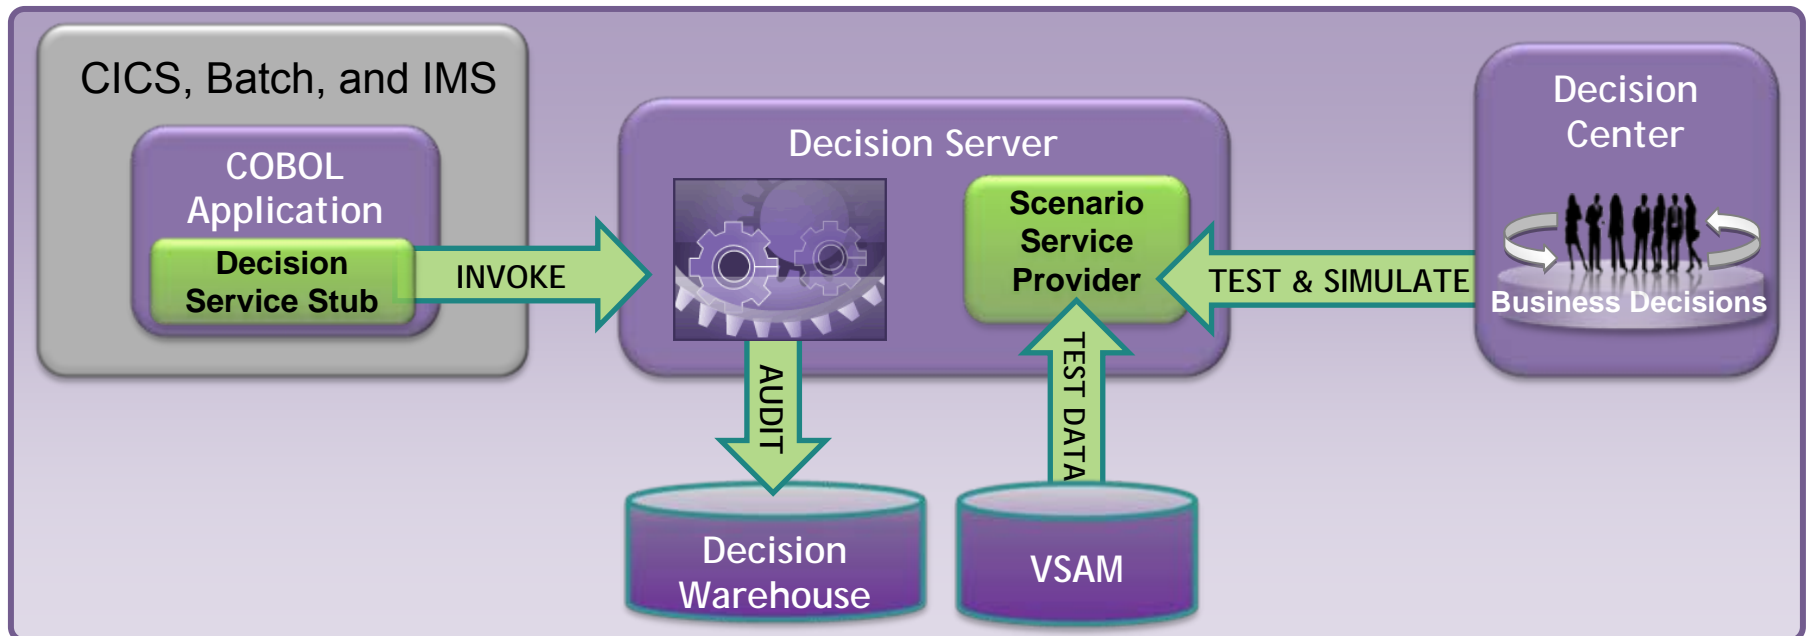 CICS, Batch, and IMS
COBOL
Application
Decision
Service Stub
INVOKE
Decision Server
Scenario
Service
Provider
TEST & SIMULATE
Decision
Center
Business Decisions
AUDIT
TEST DATA
Decision
Warehouse
VSAM